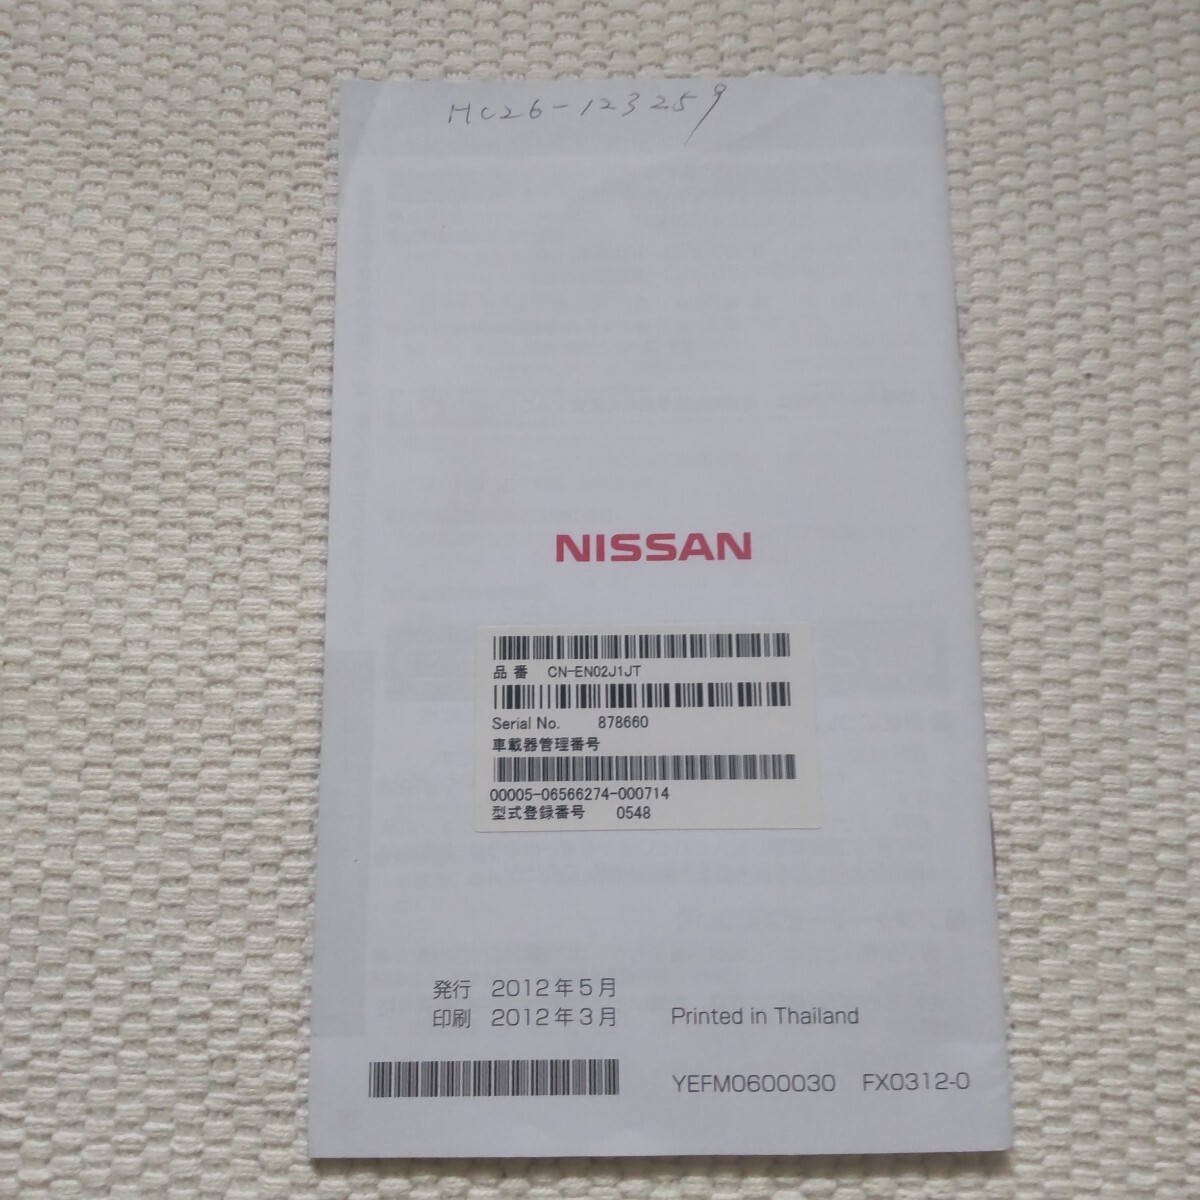 HC26-123259
NISSAN
品番 CN-EN02J1JT
Serial No. 878660
車載器管理番号
00005-06566274-000714
型式登録番号 0548
発行 2012年5月
印刷 2012年3月 Printed in Thailand
YEFM0600030 FX0312-0